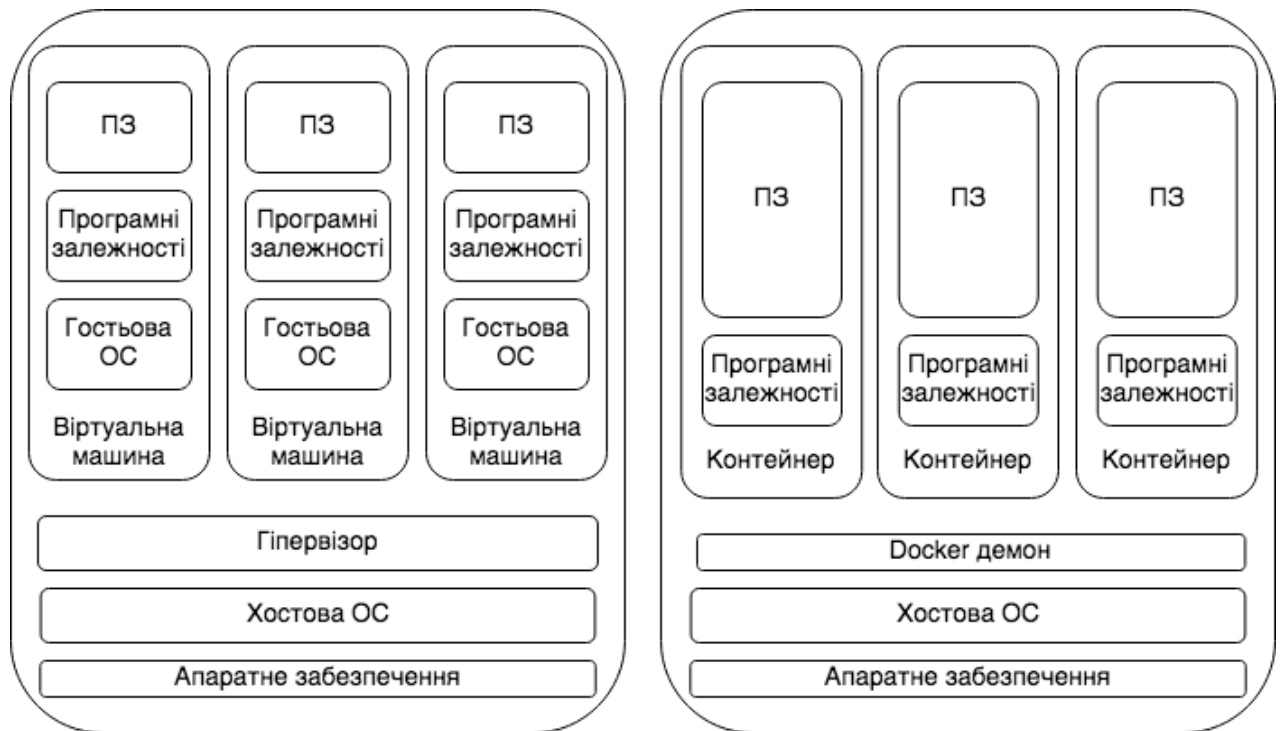 ПЗ
Програмні
залежності
Гостьова
ОС
Віртуальна
машина
ПЗ
Програмні
залежності
Гостьова
ОС
Віртуальна
машина
ПЗ
Програмні
залежності
Гостьова
ОС
Віртуальна
машина
Гіпервізор
Хостова ОС
Апаратне забезпечення
ПЗ
Програмні
залежності
Контейнер
ПЗ
Програмні
залежності
Контейнер
ПЗ
Програмні
залежності
Контейнер
Docker демон
Хостова ОС
Апаратне забезпечення